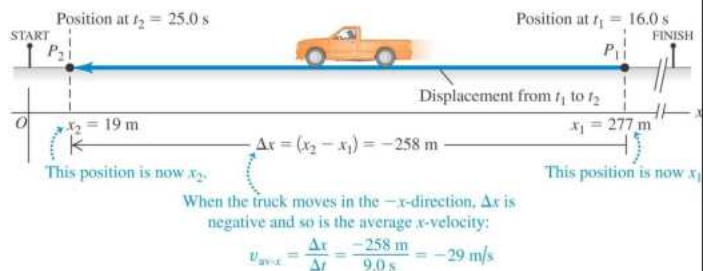 Position at t₂ = 25.0 s
Position at t₁ = 16.0 s
START
FINISH
P₂
P₁
Displacement from t₁ to t₂
O
x
x₂ = 19 m
x₁ = 277 m
Δx = (x₂ − x₁) = −258 m
This position is now x₂.
This position is now x₁
When the truck moves in the −x-direction, Δx is
negative and so is the average x-velocity:
υav-x = Δx/Δt = −258 m/9.0 s = −29 m/s